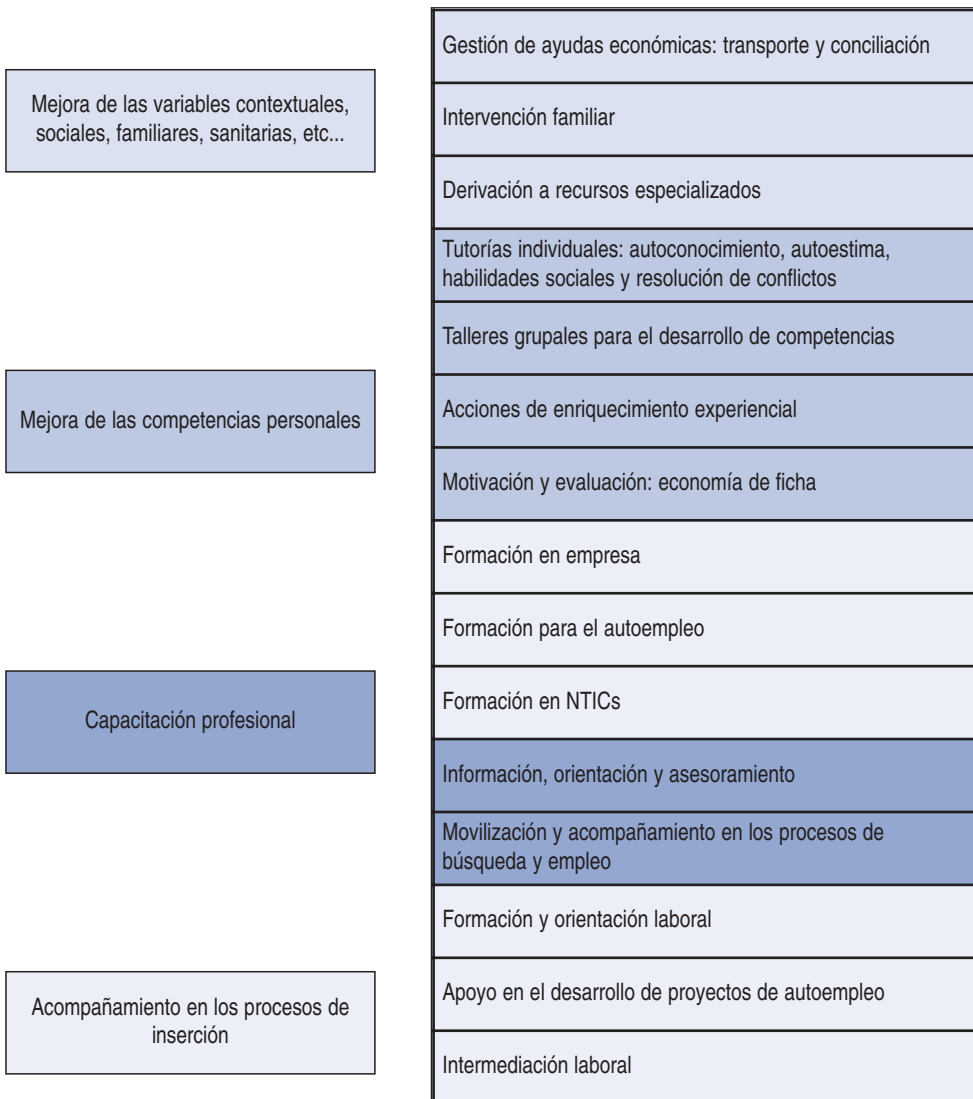 Mejora de las variables contextuales,
sociales, familiares, sanitarias, etc...
Mejora de las competencias personales
Capacitación profesional
Acompañamiento en los procesos de
inserción
Gestión de ayudas económicas: transporte y conciliación
Intervención familiar
Derivación a recursos especializados
Tutorías individuales: autoconocimiento, autoestima,
habilidades sociales y resolución de conflictos
Talleres grupales para el desarrollo de competencias
Acciones de enriquecimiento experiencial
Motivación y evaluación: economía de ficha
Formación en empresa
Formación para el autoempleo
Formación en NTICs
Información, orientación y asesoramiento
Movilización y acompañamiento en los procesos de
búsqueda y empleo
Formación y orientación laboral
Apoyo en el desarrollo de proyectos de autoempleo
Intermediación laboral